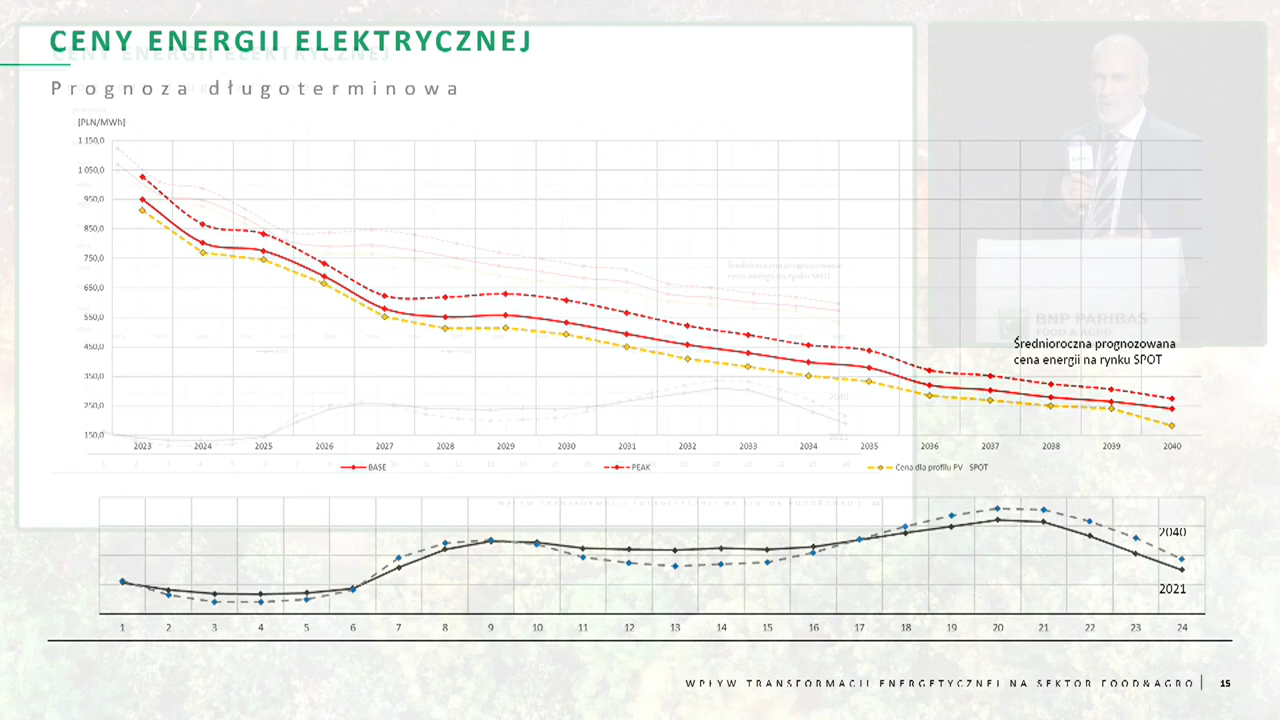 CENY ENERGII ELEKTRYCZNEJ
Prognoza długoterminowa
[PLN/MWh]
1 150,0
1 050,0
950,0
850,0
750,0
650,0
550,0
450,0
350,0
250,0
150,0
2023 2024 2025 2026 2027 2028 2029 2030 2031 2032 2033 2034 2035 2036 2037 2038 2039 2040
BNP PARIBAS
FOOD & AGRO
Średnioroczna prognozowana
cena energii na rynku SPOT
BASE PEAK Cena dla profilu PV SPOT
2040
2021
1 2 3 4 5 6 7 8 9 10 11 12 13 14 15 16 17 18 19 20 21 22 23 24
WPŁYW TRANSFORMACJI ENERGETYCZNEJ NA SEKTOR FOOD&AGRO | 15